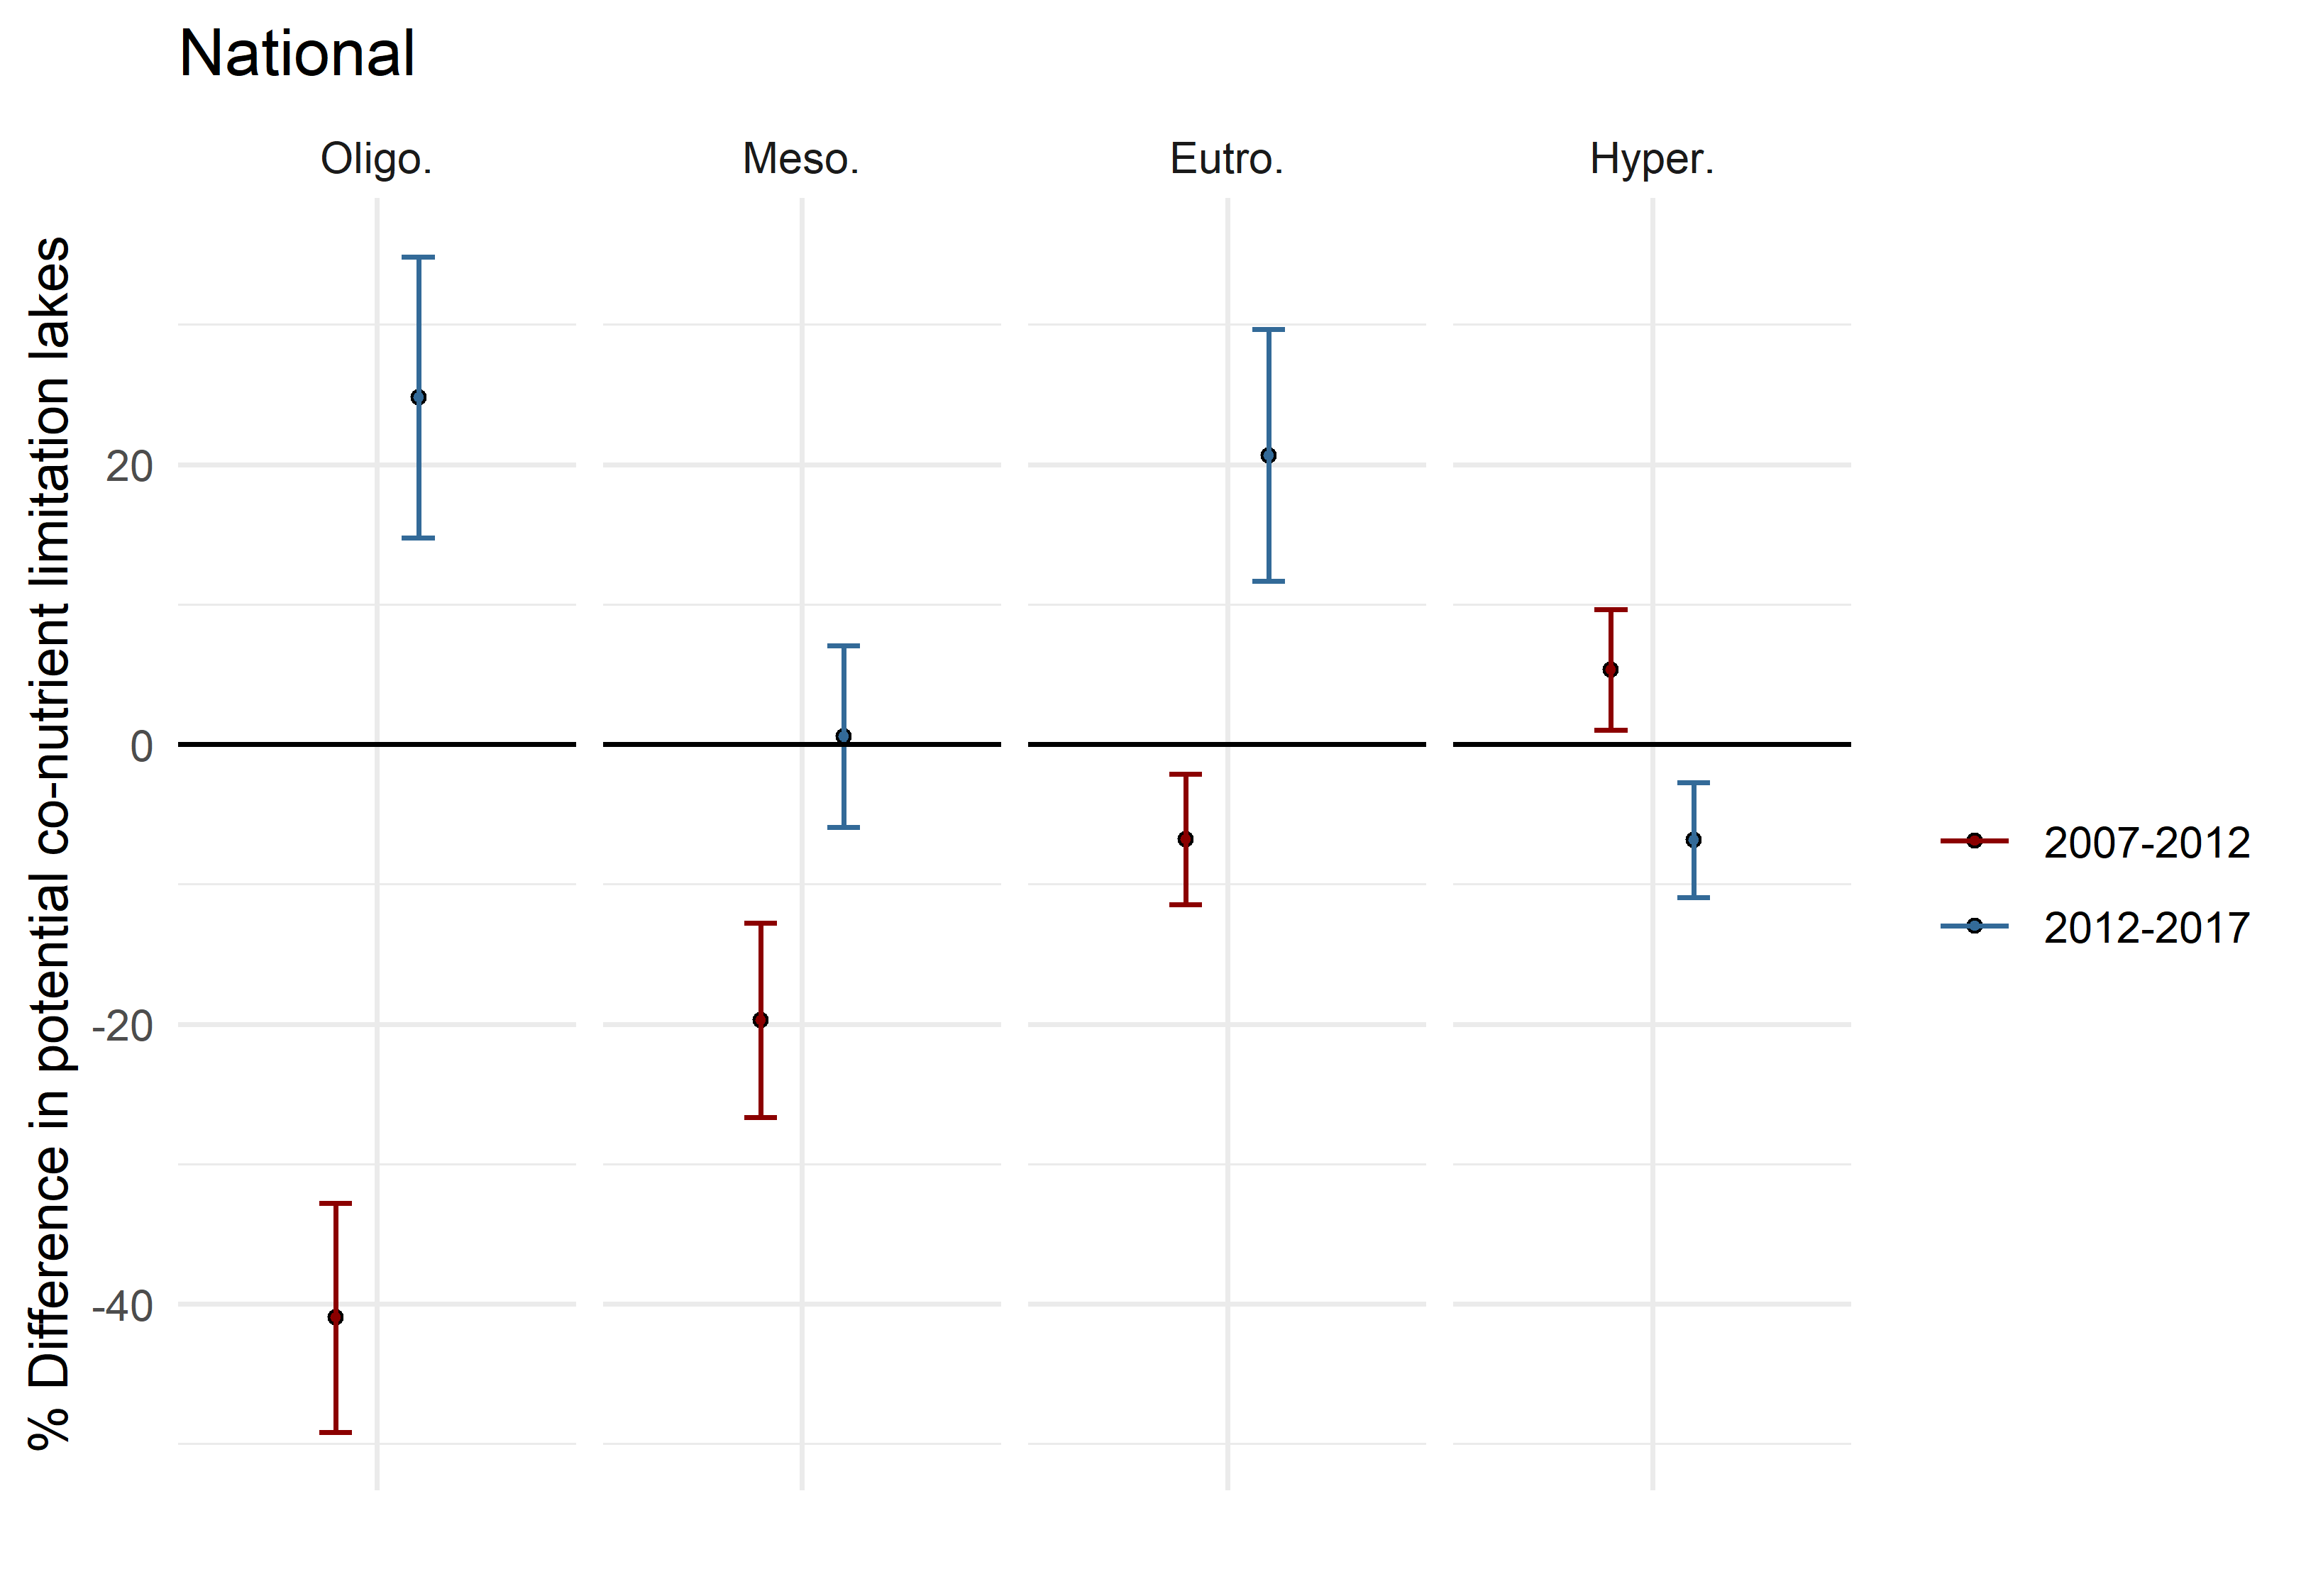 National
Oligo.
Meso.
Eutro.
Hyper.
% Difference in potential co-nutrient limitation lakes
20
0
-20
-40
2007-2012
2012-2017